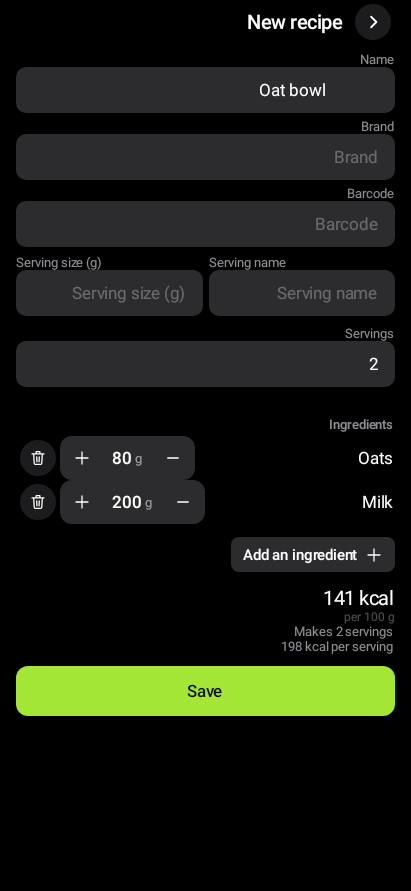 New recipe
Name
Oat bowl
Brand
Brand
Barcode
Barcode
Serving size (g)
Serving name
Serving size (g)
Serving name
Servings
2
Ingredients
80 g
Oats
200 g
Milk
Add an ingredient
141 kcal
per 100 g
Makes 2 servings
198 kcal per serving
Save